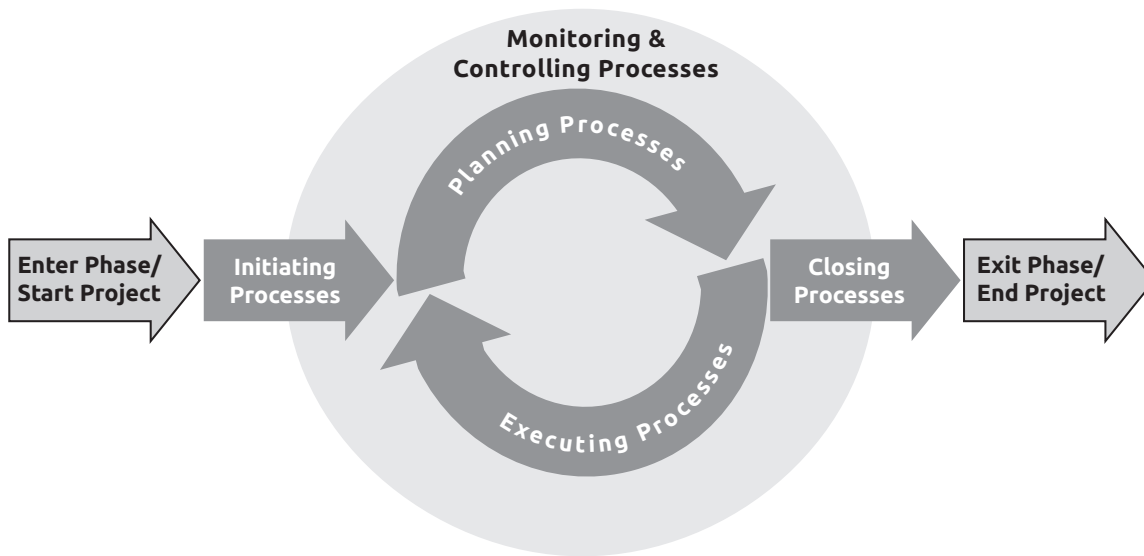 Monitoring &
Controlling Processes
Planning Processes
Enter Phase/
Start Project
Initiating
Processes
Closing
Processes
Exit Phase/
End Project
Executing Processes